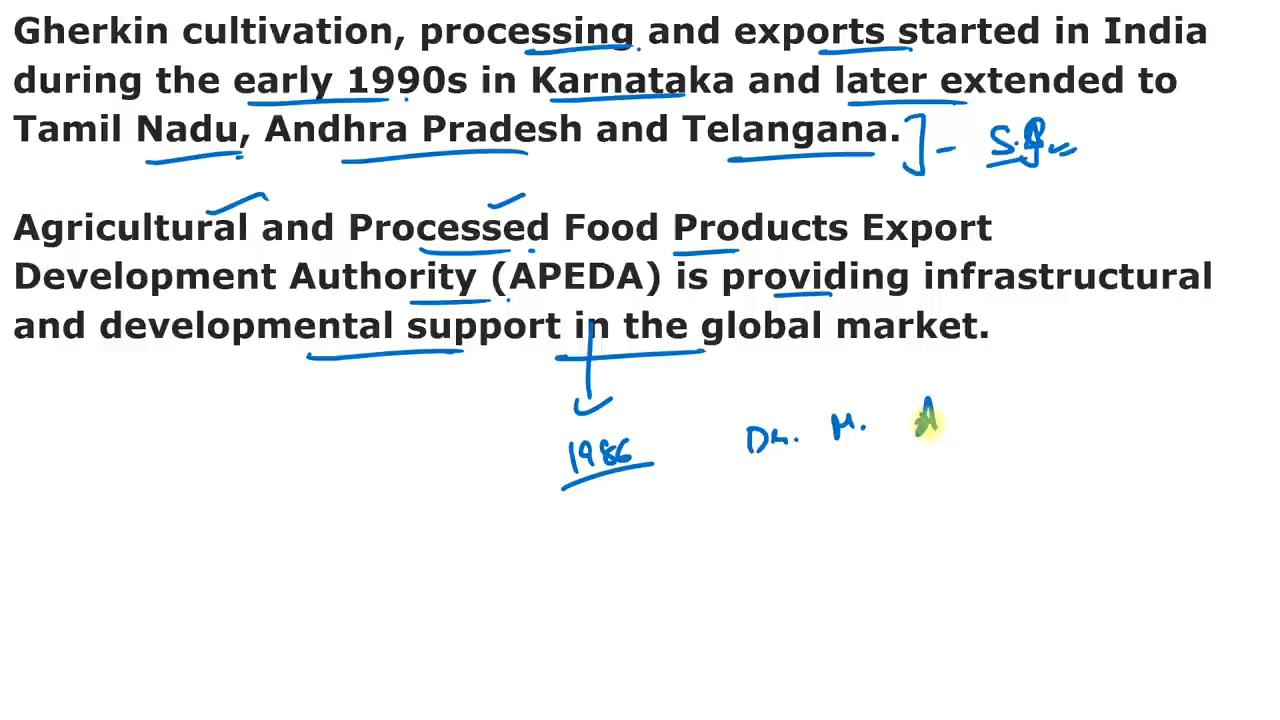 Gherkin cultivation, processing and exports started in India
during the early 1990s in Karnataka and later extended to
Tamil Nadu, Andhra Pradesh and Telangana.
Agricultural and Processed Food Products Export
Development Authority (APEDA) is providing infrastructural
and developmental support in the global market.
1986
Dr. M. A